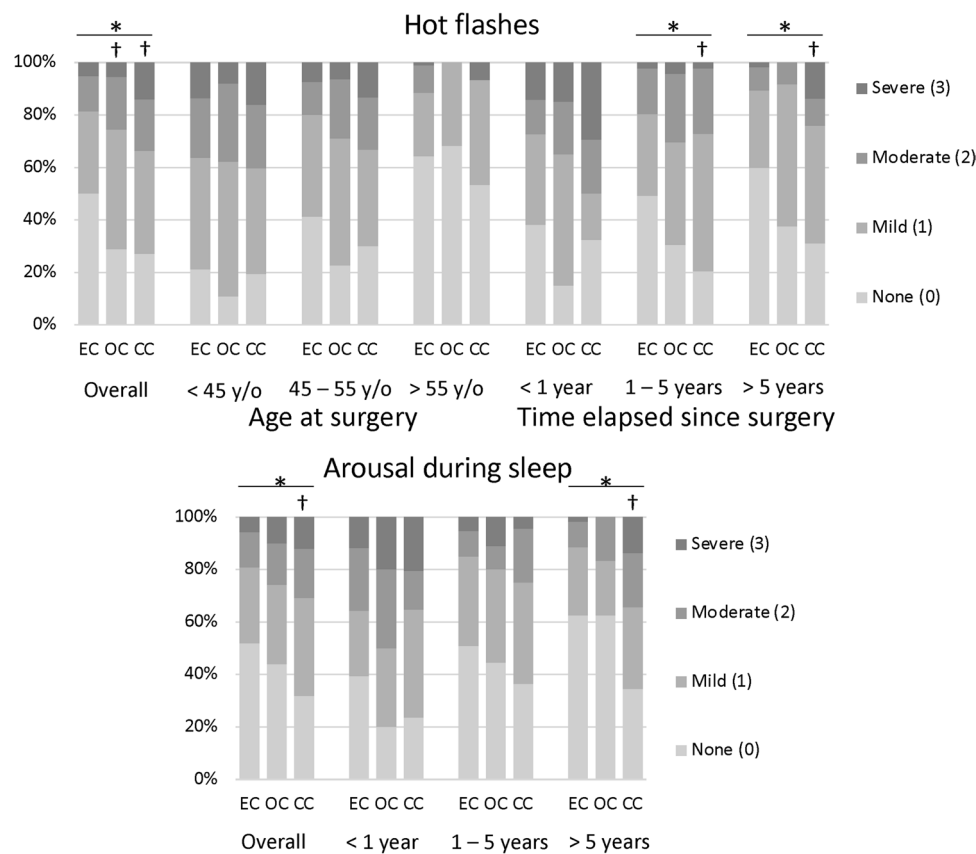 Hot flashes
* * *
† † † †
100%
80%
60%
40%
20%
0%
Severe (3)
Moderate (2)
Mild (1)
None (0)
EC OC CC EC OC CC EC OC CC EC OC CC EC OC CC EC OC CC EC OC CC
Overall < 45 y/o 45 – 55 y/o > 55 y/o < 1 year 1 – 5 years > 5 years
Age at surgery Time elapsed since surgery
Arousal during sleep
* *
† †
100%
80%
60%
40%
20%
0%
Severe (3)
Moderate (2)
Mild (1)
None (0)
EC OC CC EC OC CC EC OC CC EC OC CC
Overall < 1 year 1 – 5 years > 5 years